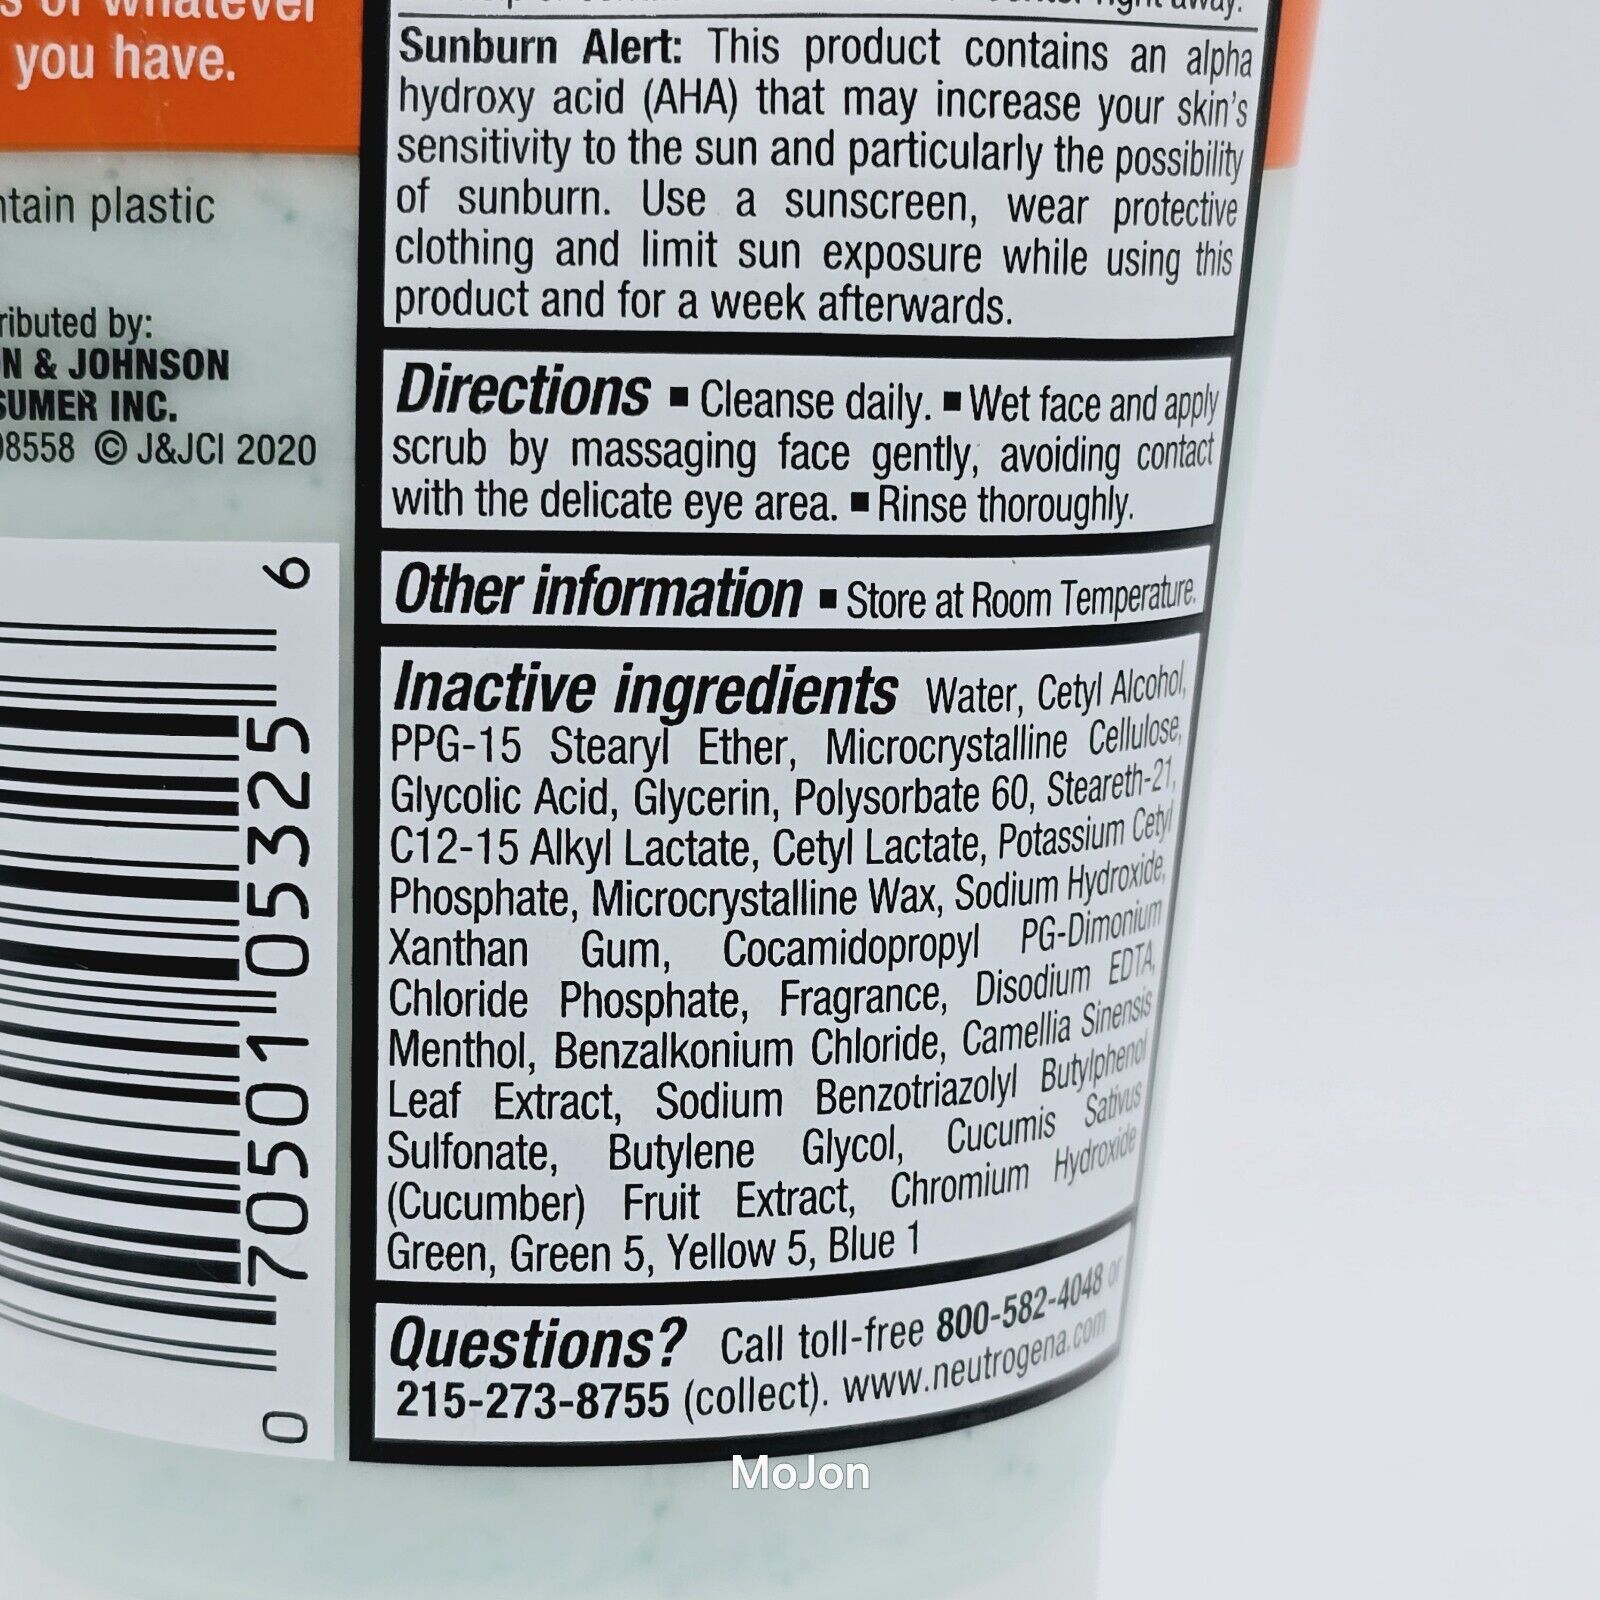 s or whatever
you have.
ntain plastic
ributed by:
N & JOHNSON
SUMER INC.
08558 © J&JCI 2020
0 70501 05325 6
right away.
Sunburn Alert: This product contains an alpha
hydroxy acid (AHA) that may increase your skin's
sensitivity to the sun and particularly the possibility
of sunburn. Use a sunscreen, wear protective
clothing and limit sun exposure while using this
product and for a week afterwards.
Directions ▪ Cleanse daily. ▪ Wet face and apply
scrub by massaging face gently, avoiding contact
with the delicate eye area. ▪ Rinse thoroughly.
Other information ▪ Store at Room Temperature.
Inactive ingredients Water, Cetyl Alcohol,
PPG-15 Stearyl Ether, Microcrystalline Cellulose,
Glycolic Acid, Glycerin, Polysorbate 60, Steareth-21,
C12-15 Alkyl Lactate, Cetyl Lactate, Potassium Cetyl
Phosphate, Microcrystalline Wax, Sodium Hydroxide,
Xanthan Gum, Cocamidopropyl PG-Dimonium
Chloride Phosphate, Fragrance, Disodium EDTA,
Menthol, Benzalkonium Chloride, Camellia Sinensis
Leaf Extract, Sodium Benzotriazolyl Butylphenol
Sulfonate, Butylene Glycol, Cucumis Sativus
(Cucumber) Fruit Extract, Chromium Hydroxide
Green, Green 5, Yellow 5, Blue 1
Questions? Call toll-free 800-582-4048 or
215-273-8755 (collect). www.neutrogena.com
MoJon